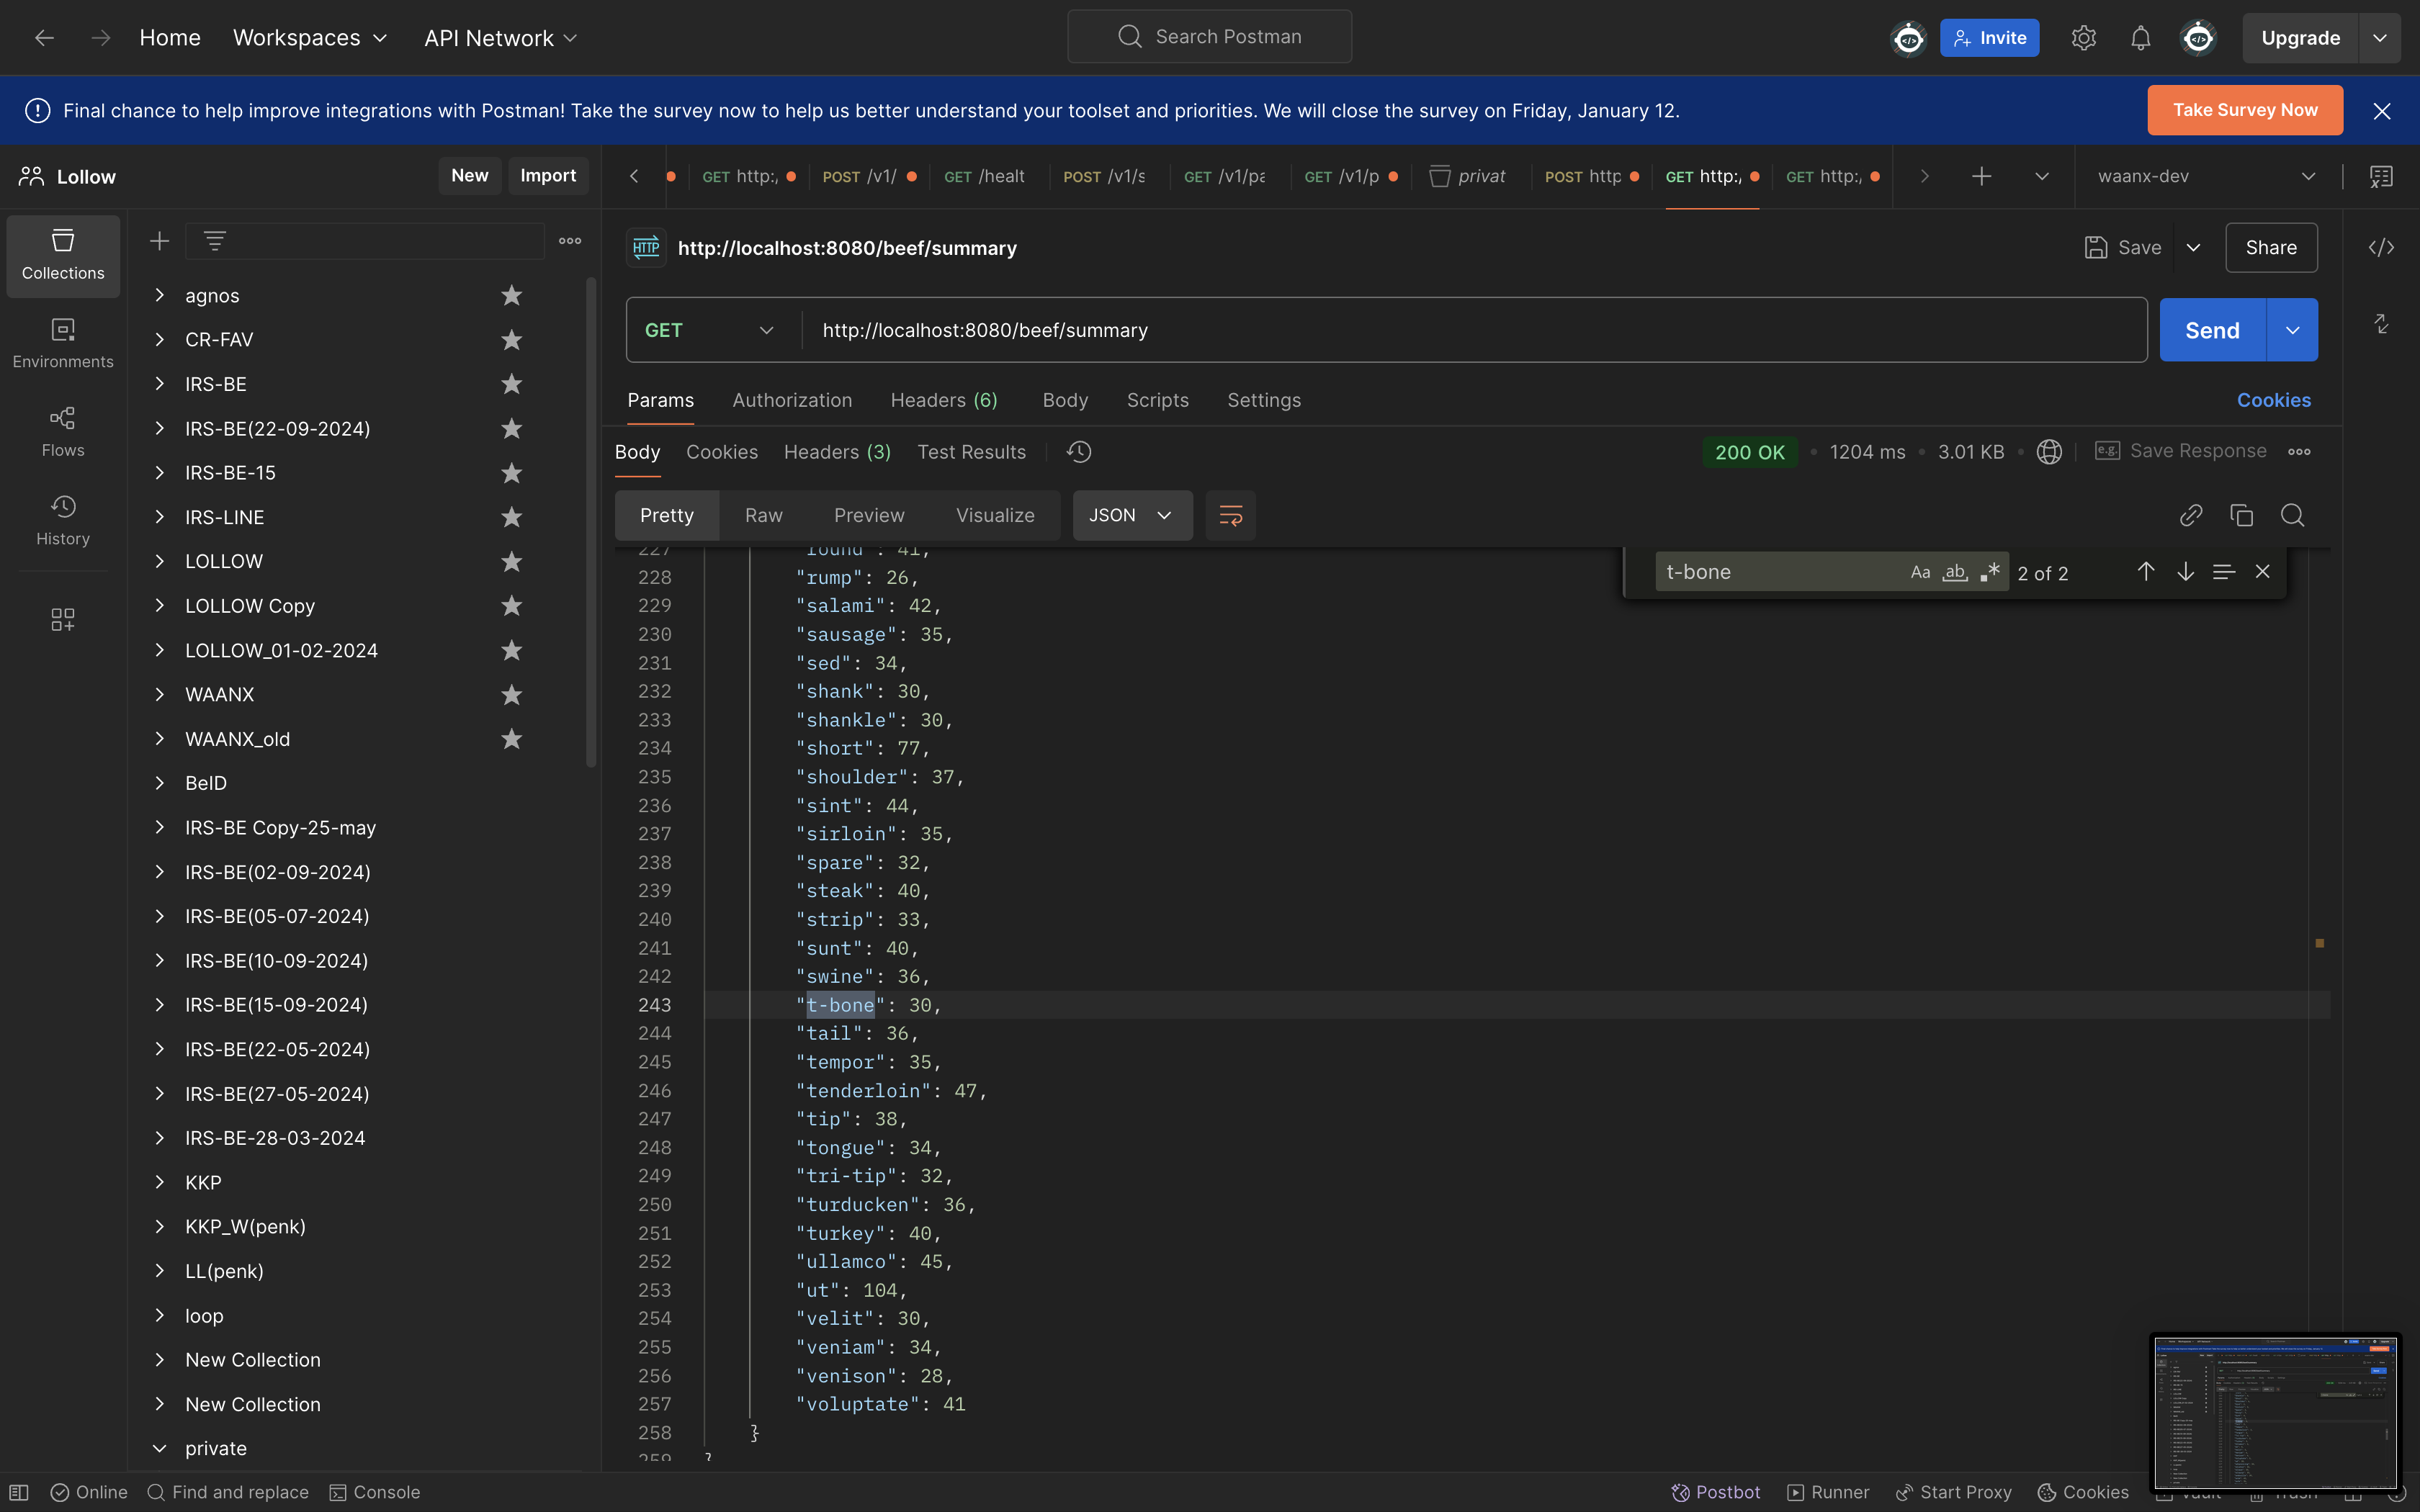 Home Workspaces API Network Search Postman Invite Upgrade
Final chance to help improve integrations with Postman! Take the survey now to help us better understand your toolset and priorities. We will close the survey on Friday, January 12. Take Survey Now
Lollow New Import
GET http:, POST /v1/ GET /healt POST /v1/s GET /v1/pa GET /v1/p privat POST http GET http:, GET http:, waanx-dev
Collections
Environments
Flows
History
agnos
CR-FAV
IRS-BE
IRS-BE(22-09-2024)
IRS-BE-15
IRS-LINE
LOLLOW
LOLLOW Copy
LOLLOW_01-02-2024
WAANX
WAANX_old
BeID
IRS-BE Copy-25-may
IRS-BE(02-09-2024)
IRS-BE(05-07-2024)
IRS-BE(10-09-2024)
IRS-BE(15-09-2024)
IRS-BE(22-05-2024)
IRS-BE(27-05-2024)
IRS-BE-28-03-2024
KKP
KKP_W(penk)
LL(penk)
loop
New Collection
New Collection
private
HTTP http://localhost:8080/beef/summary Save Share
GET http://localhost:8080/beef/summary Send
Params Authorization Headers (6) Body Scripts Settings Cookies
Body Cookies Headers (3) Test Results 200 OK 1204 ms 3.01 KB e.g. Save Response
Pretty Raw Preview Visualize JSON
t-bone Aa ab .* 2 of 2
227 "round": 41,
228 "rump": 26,
229 "salami": 42,
230 "sausage": 35,
231 "sed": 34,
232 "shank": 30,
233 "shankle": 30,
234 "short": 77,
235 "shoulder": 37,
236 "sint": 44,
237 "sirloin": 35,
238 "spare": 32,
239 "steak": 40,
240 "strip": 33,
241 "sunt": 40,
242 "swine": 36,
243 "t-bone": 30,
244 "tail": 36,
245 "tempor": 35,
246 "tenderloin": 47,
247 "tip": 38,
248 "tongue": 34,
249 "tri-tip": 32,
250 "turducken": 36,
251 "turkey": 40,
252 "ullamco": 45,
253 "ut": 104,
254 "velit": 30,
255 "veniam": 34,
256 "venison": 28,
257 "voluptate": 41
258 }
259 }
Online Find and replace Console Postbot Runner Start Proxy Cookies Vault Trash